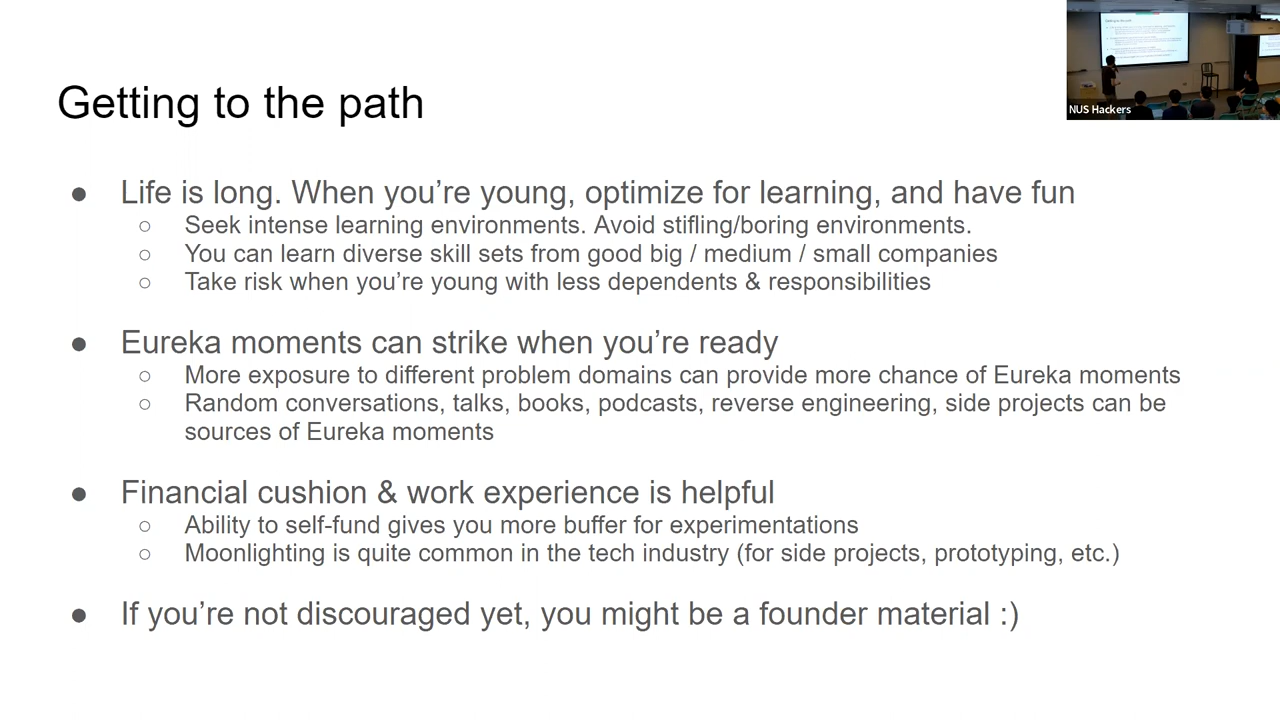 Getting to the path
NUS Hackers
● Life is long. When you’re young, optimize for learning, and have fun
○ Seek intense learning environments. Avoid stifling/boring environments.
○ You can learn diverse skill sets from good big / medium / small companies
○ Take risk when you’re young with less dependents & responsibilities
● Eureka moments can strike when you’re ready
○ More exposure to different problem domains can provide more chance of Eureka moments
○ Random conversations, talks, books, podcasts, reverse engineering, side projects can be
sources of Eureka moments
● Financial cushion & work experience is helpful
○ Ability to self-fund gives you more buffer for experimentations
○ Moonlighting is quite common in the tech industry (for side projects, prototyping, etc.)
● If you’re not discouraged yet, you might be a founder material :)